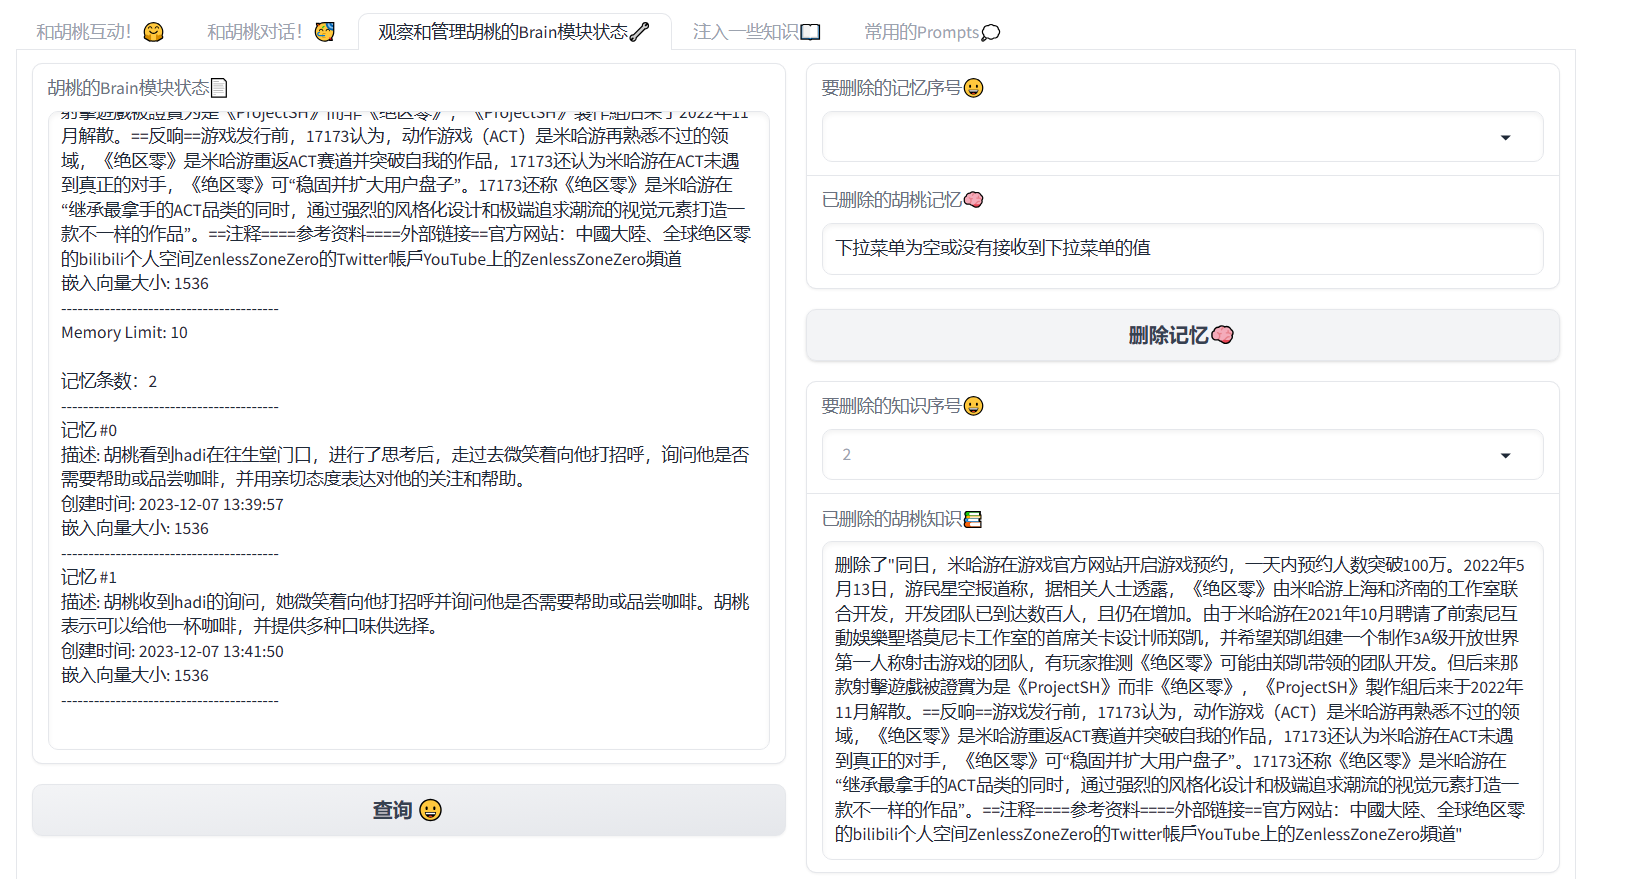 和胡桃互动！🤗
和胡桃对话！🥳
观察和管理胡桃的Brain模块状态🦴
注入一些知识📖
常用的Prompts💭
胡桃的Brain模块状态📄
射擊遊戲被證實为是《ProjectSH》而非《绝区零》，《ProjectSH》製作組后来于2022年11
月解散。==反响==游戏发行前，17173认为，动作游戏（ACT）是米哈游再熟悉不过的领
域，《绝区零》是米哈游重返ACT赛道并突破自我的作品，17173还认为米哈游在ACT未遇
到真正的对手，《绝区零》可“稳固并扩大用户盘子”。17173还称《绝区零》是米哈游在
“继承最拿手的ACT品类的同时，通过强烈的风格化设计和极端追求潮流的视觉元素打造一
款不一样的作品”。==注释====参考资料====外部链接==官方网站：中國大陸、全球绝区零
的bilibili个人空间ZenlessZoneZero的Twitter帳戶YouTube上的ZenlessZoneZero頻道
嵌入向量大小: 1536
----------------------------------------
Memory Limit: 10
记忆条数：2
----------------------------------------
记忆 #0
描述: 胡桃看到hadi在往生堂门口，进行了思考后，走过去微笑着向他打招呼，询问他是否
需要帮助或品尝咖啡，并用亲切态度表达对他的关注和帮助。
创建时间: 2023-12-07 13:39:57
嵌入向量大小: 1536
----------------------------------------
记忆 #1
描述: 胡桃收到hadi的询问，她微笑着向他打招呼并询问他是否需要帮助或品尝咖啡。胡桃
表示可以给他一杯咖啡，并提供多种口味供选择。
创建时间: 2023-12-07 13:41:50
嵌入向量大小: 1536
----------------------------------------
查询 😀
要删除的记忆序号😀
已删除的胡桃记忆🧠
下拉菜单为空或没有接收到下拉菜单的值
删除记忆🧠
要删除的知识序号😀
2
已删除的胡桃知识📚
删除了"同日，米哈游在游戏官方网站开启游戏预约，一天内预约人数突破100万。2022年5
月13日，游民星空报道称，据相关人士透露，《绝区零》由米哈游上海和济南的工作室联
合开发，开发团队已到达数百人，且仍在增加。由于米哈游在2021年10月聘请了前索尼互
動娛樂聖塔莫尼卡工作室的首席关卡设计师郑凯，并希望郑凯组建一个制作3A级开放世界
第一人称射击游戏的团队，有玩家推测《绝区零》可能由郑凯带领的团队开发。但后来那
款射擊遊戲被證實为是《ProjectSH》而非《绝区零》，《ProjectSH》製作組后来于2022年
11月解散。==反响==游戏发行前，17173认为，动作游戏（ACT）是米哈游再熟悉不过的领
域，《绝区零》是米哈游重返ACT赛道并突破自我的作品，17173还认为米哈游在ACT未遇
到真正的对手，《绝区零》可“稳固并扩大用户盘子”。17173还称《绝区零》是米哈游在
“继承最拿手的ACT品类的同时，通过强烈的风格化设计和极端追求潮流的视觉元素打造一
款不一样的作品”。==注释====参考资料====外部链接==官方网站：中國大陸、全球绝区零
的bilibili个人空间ZenlessZoneZero的Twitter帳戶YouTube上的ZenlessZoneZero頻道"